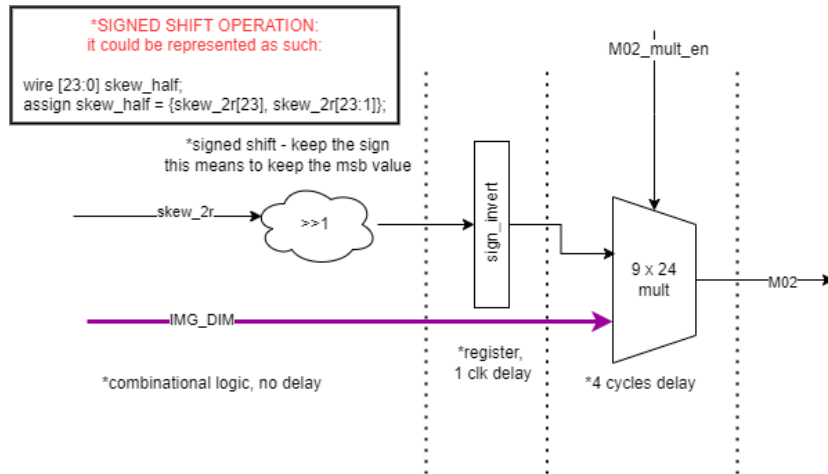 *SIGNED SHIFT OPERATION:
it could be represented as such:
wire [23:0] skew_half;
assign skew_half = {skew_2r[23], skew_2r[23:1]};
M02_mult_en
*signed shift - keep the sign
this means to keep the msb value
skew_2r
>>1
sign_invert
9 x 24
mult
M02
IMG_DIM
*register,
1 clk delay
*combinational logic, no delay
*4 cycles delay